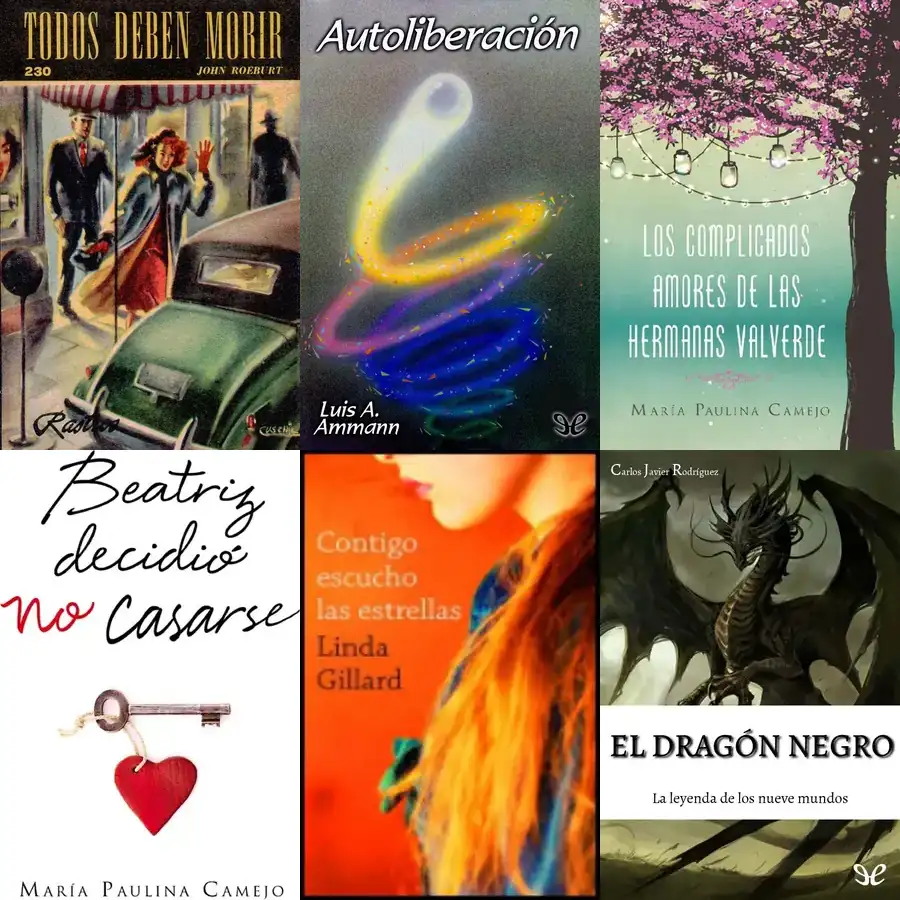 TODOS DEBEN MORIR
230
JOHN ROEBURT
Rastros
CUSCHIE
Autoliberación
Luis A.
Ammann
LOS COMPLICADOS
AMORES DE LAS
HERMANAS VALVERDE
MARÍA PAULINA CAMEJO
Beatriz
decidió
no casarse
MARÍA PAULINA CAMEJO
Contigo
escucho
las estrellas
Linda
Gillard
Carlos Javier Rodríguez
EL DRAGÓN NEGRO
La leyenda de los nueve mundos